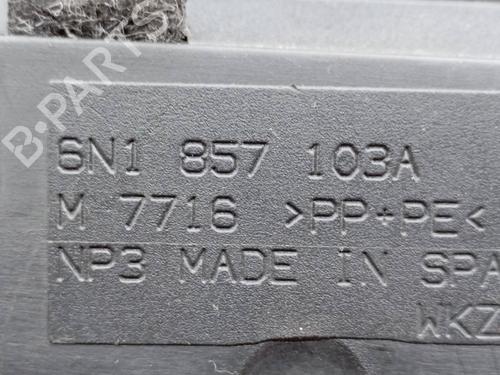 B-PARTS
6N1 857 103A
M 7716 >PP+PE<
NP3 MADE IN SPA
WKZ